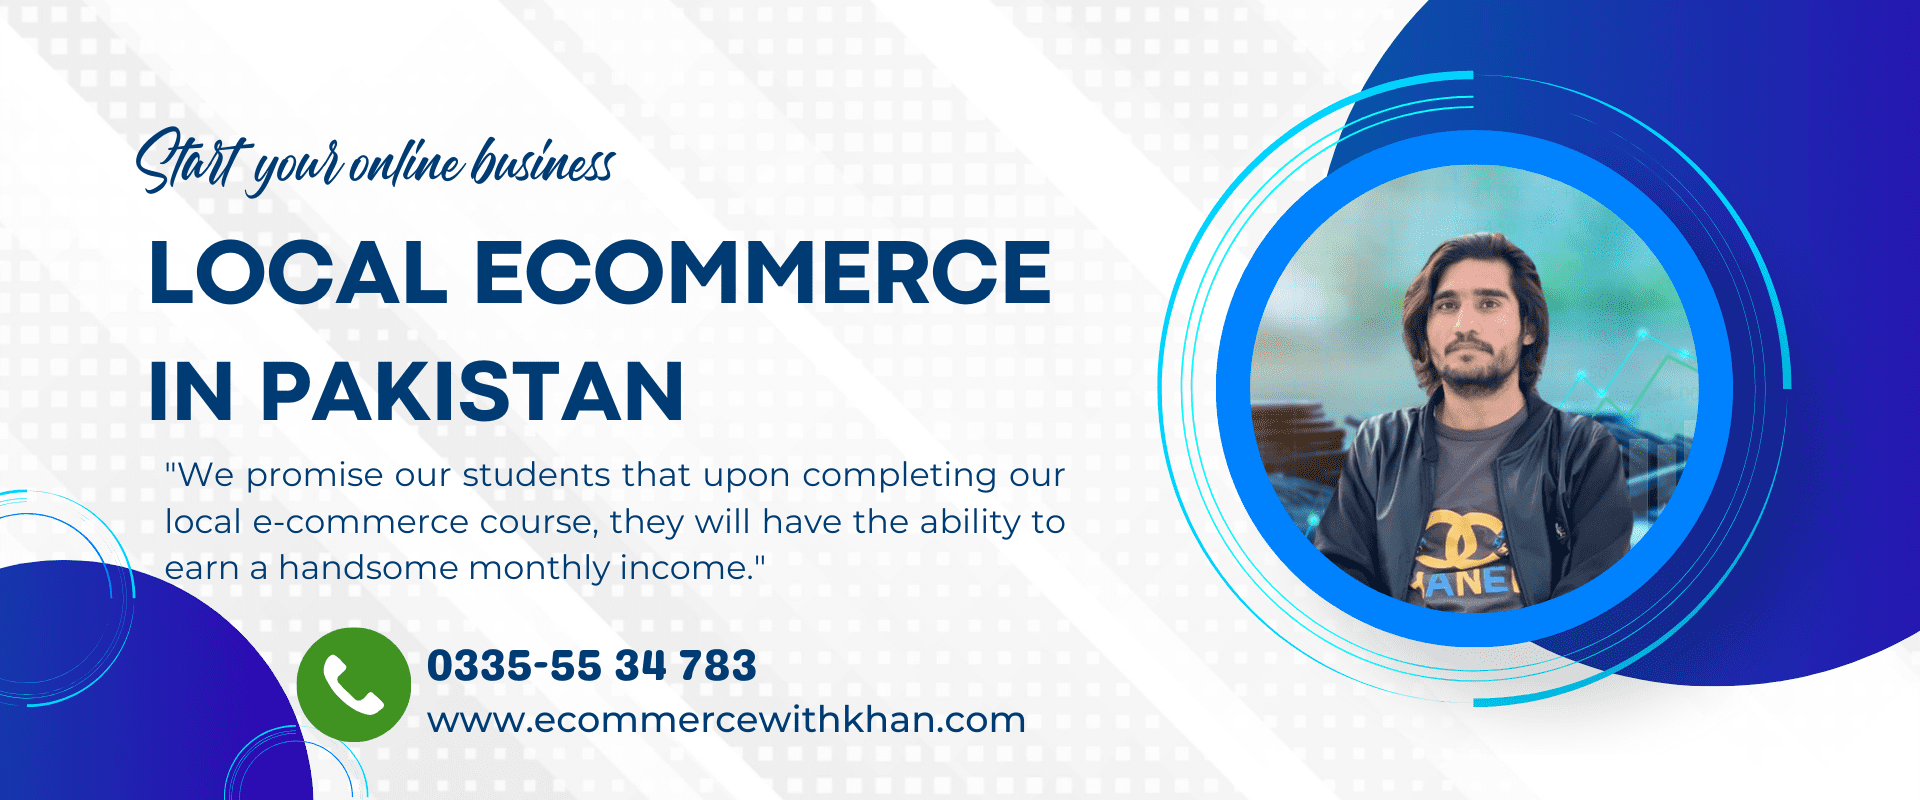 Start your online business
LOCAL ECOMMERCE
IN PAKISTAN
"We promise our students that upon completing our
local e-commerce course, they will have the ability to
earn a handsome monthly income."
0335-55 34 783
www.ecommercewithkhan.com